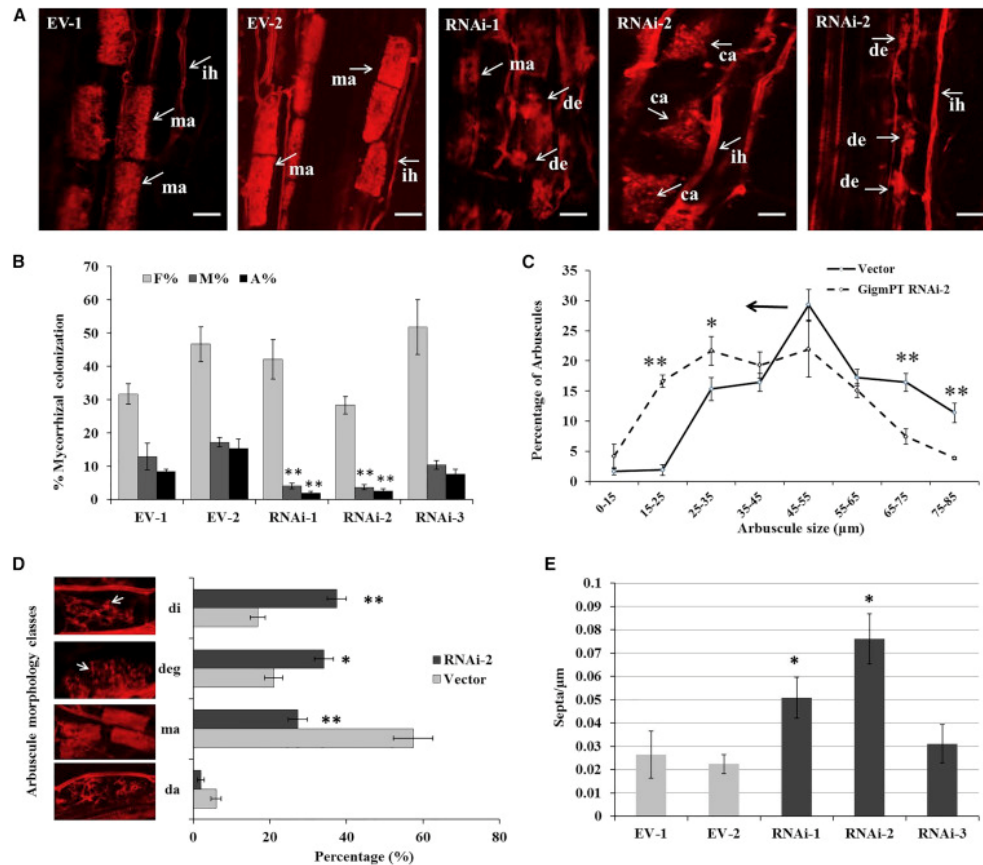 A
EV-1
ih
ma
ma
EV-2
ma
ma
ih
RNAi-1
ma
de
de
RNAi-2
ca
ca
ih
ca
RNAi-2
de
ih
de
de
B
F% M% A%
% Mycorrhizal colonization
70
60
50
40
30
20
10
0
** ** ** **
EV-1 EV-2 RNAi-1 RNAi-2 RNAi-3
C
Vector
GigmPT RNAi-2
Percentage of Arbuscules
35
30
25
20
15
10
5
0
** * ** **
0-15 15-25 25-35 35-45 45-55 55-65 65-75 75-85
Arbuscule size (µm)
D
Arbuscule morphology classes
di
**
deg
*
ma
**
da
RNAi-2
Vector
0 20 40 60 80
Percentage (%)
E
Septa/µm
0.1
0.09
0.08
0.07
0.06
0.05
0.04
0.03
0.02
0.01
0
* *
EV-1 EV-2 RNAi-1 RNAi-2 RNAi-3